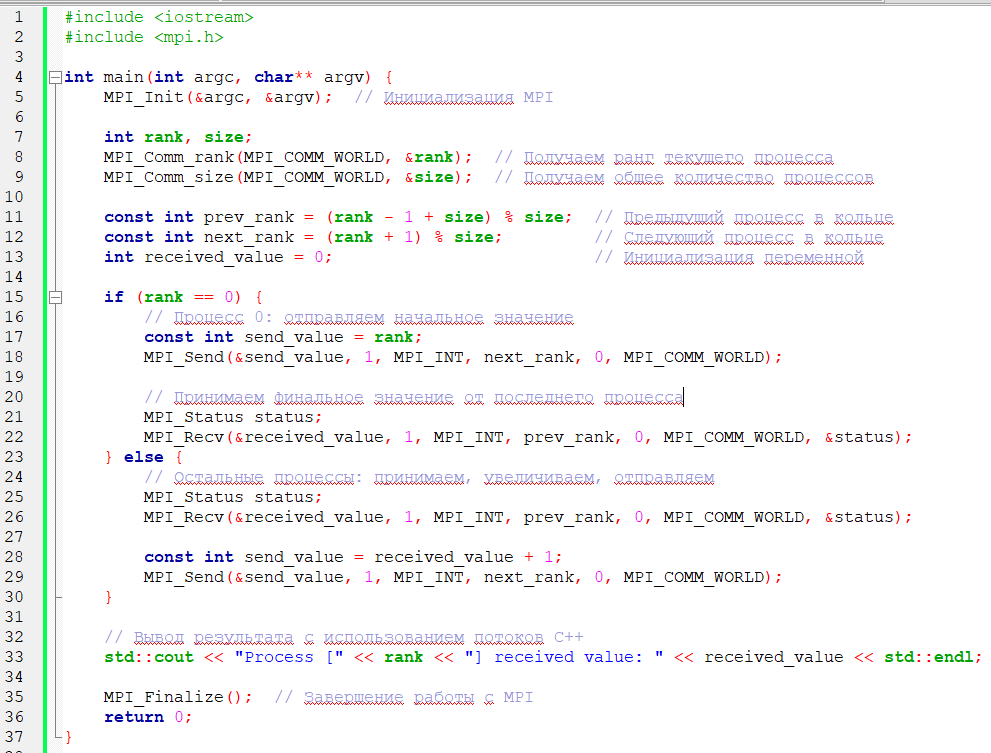 1 #include <iostream>
2 #include <mpi.h>
3
4 int main(int argc, char** argv) {
5     MPI_Init(&argc, &argv);  // Инициализация MPI
6
7     int rank, size;
8     MPI_Comm_rank(MPI_COMM_WORLD, &rank);  // Получаем ранг текущего процесса
9     MPI_Comm_size(MPI_COMM_WORLD, &size);  // Получаем общее количество процессов
10
11     const int prev_rank = (rank - 1 + size) % size;  // Предыдущий процесс в кольце
12     const int next_rank = (rank + 1) % size;         // Следующий процесс в кольце
13     int received_value = 0;                          // Инициализация переменной
14
15     if (rank == 0) {
16         // Процесс 0: отправляем начальное значение
17         const int send_value = rank;
18         MPI_Send(&send_value, 1, MPI_INT, next_rank, 0, MPI_COMM_WORLD);
19
20         // Принимаем финальное значение от последнего процесса
21         MPI_Status status;
22         MPI_Recv(&received_value, 1, MPI_INT, prev_rank, 0, MPI_COMM_WORLD, &status);
23     } else {
24         // Остальные процессы: принимаем, увеличиваем, отправляем
25         MPI_Status status;
26         MPI_Recv(&received_value, 1, MPI_INT, prev_rank, 0, MPI_COMM_WORLD, &status);
27
28         const int send_value = received_value + 1;
29         MPI_Send(&send_value, 1, MPI_INT, next_rank, 0, MPI_COMM_WORLD);
30     }
31
32     // Вывод результата с использованием потоков C++
33     std::cout << "Process [" << rank << "] received value: " << received_value << std::endl;
34
35     MPI_Finalize();  // Завершение работы с MPI
36     return 0;
37 }